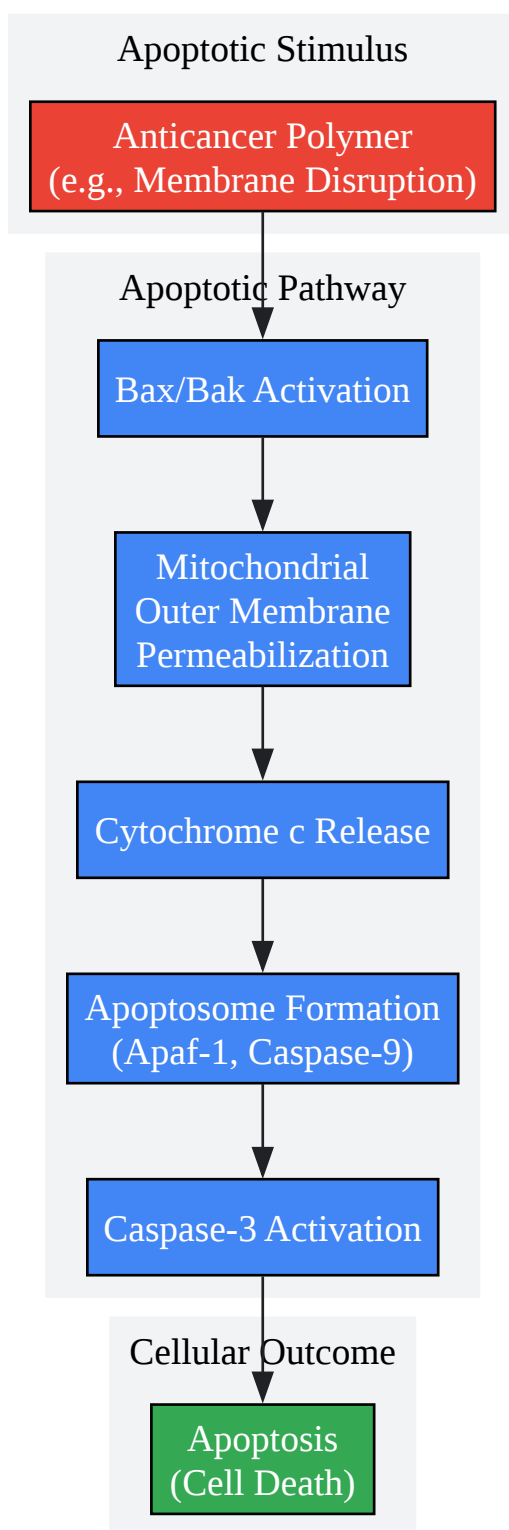 Apoptotic Stimulus
Anticancer Polymer
(e.g., Membrane Disruption)
Apoptotic Pathway
Bax/Bak Activation
Mitochondrial
Outer Membrane
Permeabilization
Cytochrome c Release
Apoptosome Formation
(Apaf-1, Caspase-9)
Caspase-3 Activation
Cellular Outcome
Apoptosis
(Cell Death)